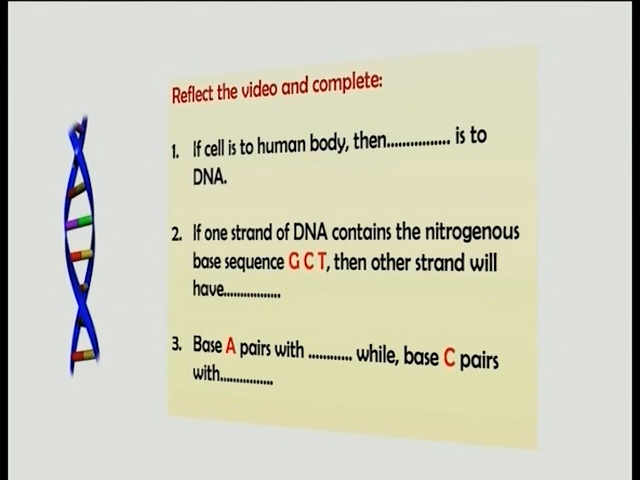 Reflect the video and complete:
1. If cell is to human body, then............... is to
DNA.
2. If one strand of DNA contains the nitrogenous
base sequence G C T, then other strand will
have..............
3. Base A pairs with ........... while, base C pairs
with.............